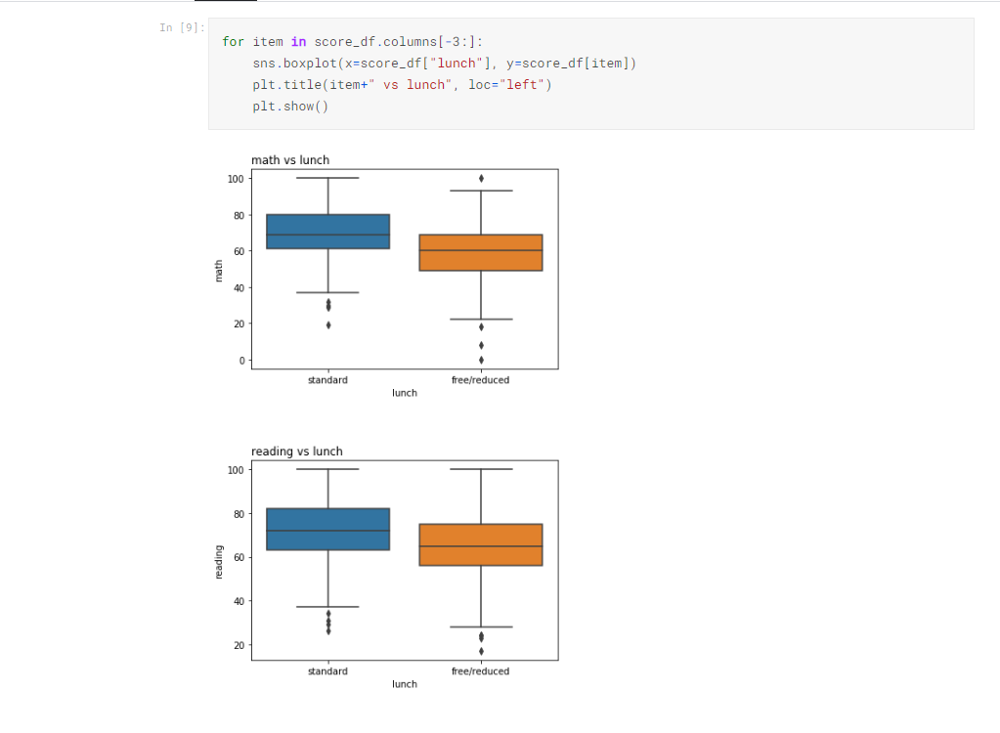 In [9]:
for item in score_df.columns[-3:]:
    sns.boxplot(x=score_df["lunch"], y=score_df[item])
    plt.title(item+" vs lunch", loc="left")
    plt.show()
math vs lunch
100
80
60
40
20
0
math
standard free/reduced
lunch
reading vs lunch
100
80
60
40
20
reading
standard free/reduced
lunch